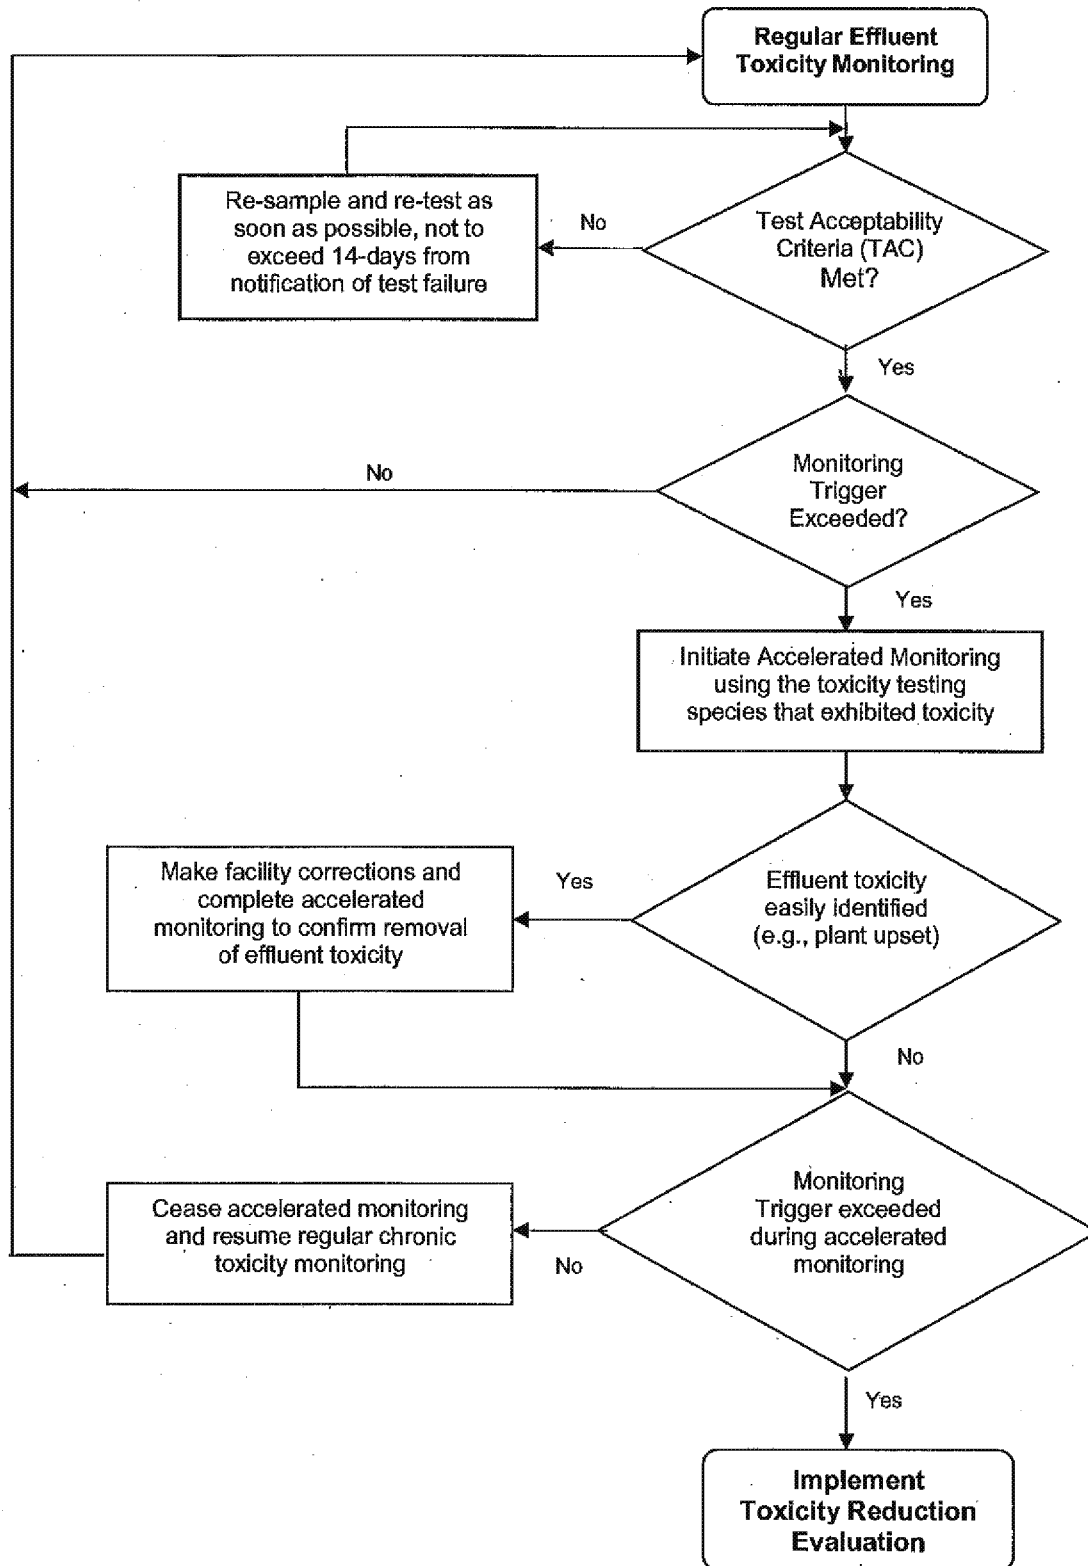 Regular Effluent
Toxicity Monitoring
Re-sample and re-test as
soon as possible, not to
exceed 14-days from
notification of test failure
No
Test Acceptability
Criteria (TAC)
Met?
Yes
No
Monitoring
Trigger
Exceeded?
Yes
Initiate Accelerated Monitoring
using the toxicity testing
species that exhibited toxicity
Make facility corrections and
complete accelerated
monitoring to confirm removal
of effluent toxicity
Yes
Effluent toxicity
easily identified
(e.g., plant upset)
No
Cease accelerated monitoring
and resume regular chronic
toxicity monitoring
No
Monitoring
Trigger exceeded
during accelerated
monitoring
Yes
Implement
Toxicity Reduction
Evaluation